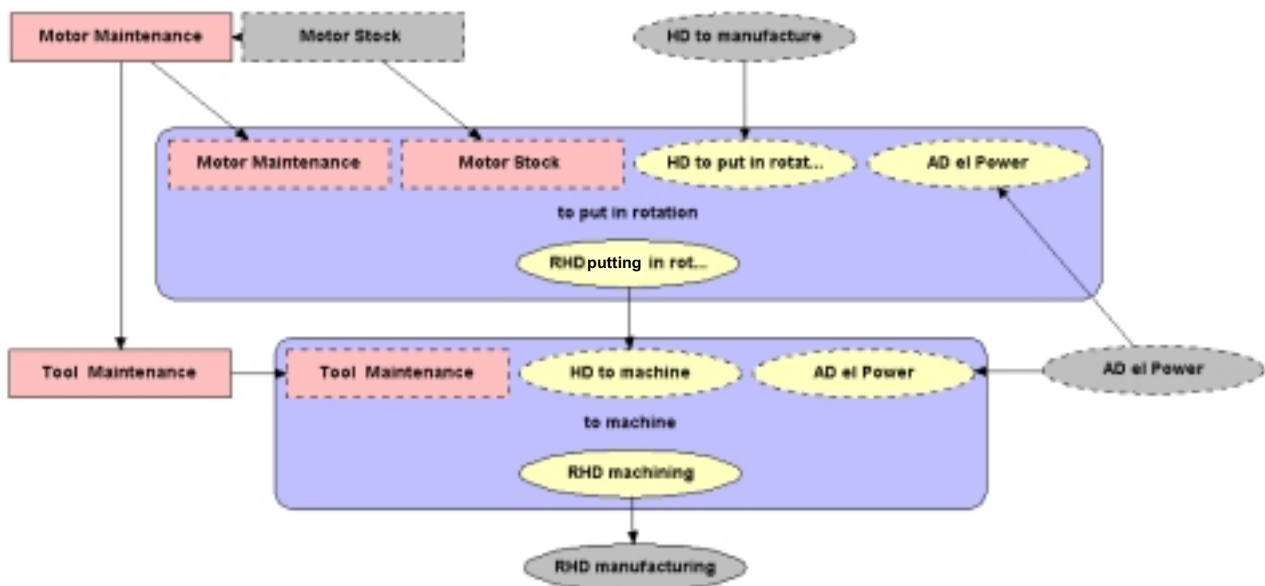 Motor Maintenance
Motor Stock
HD to manufacture
Motor Maintenance
Motor Stock
HD to put in rotat...
AD el Power
to put in rotation
RHD putting in rot...
Tool Maintenance
Tool Maintenance
HD to machine
AD el Power
AD el Power
to machine
RHD machining
RHD manufacturing